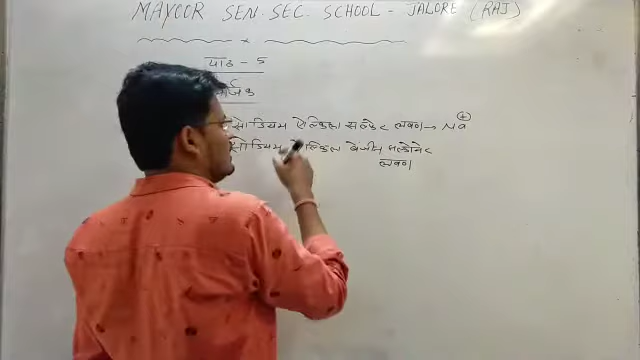 MAYOOR SEN. SEC. SCHOOL - JALORE (RAJ)
पाठ - 5
सोडियम ऐल्किल सल्फेट लवण → Na⊕
सोडियम ऐल्किल बेंजीन सल्फोनेट
लवण